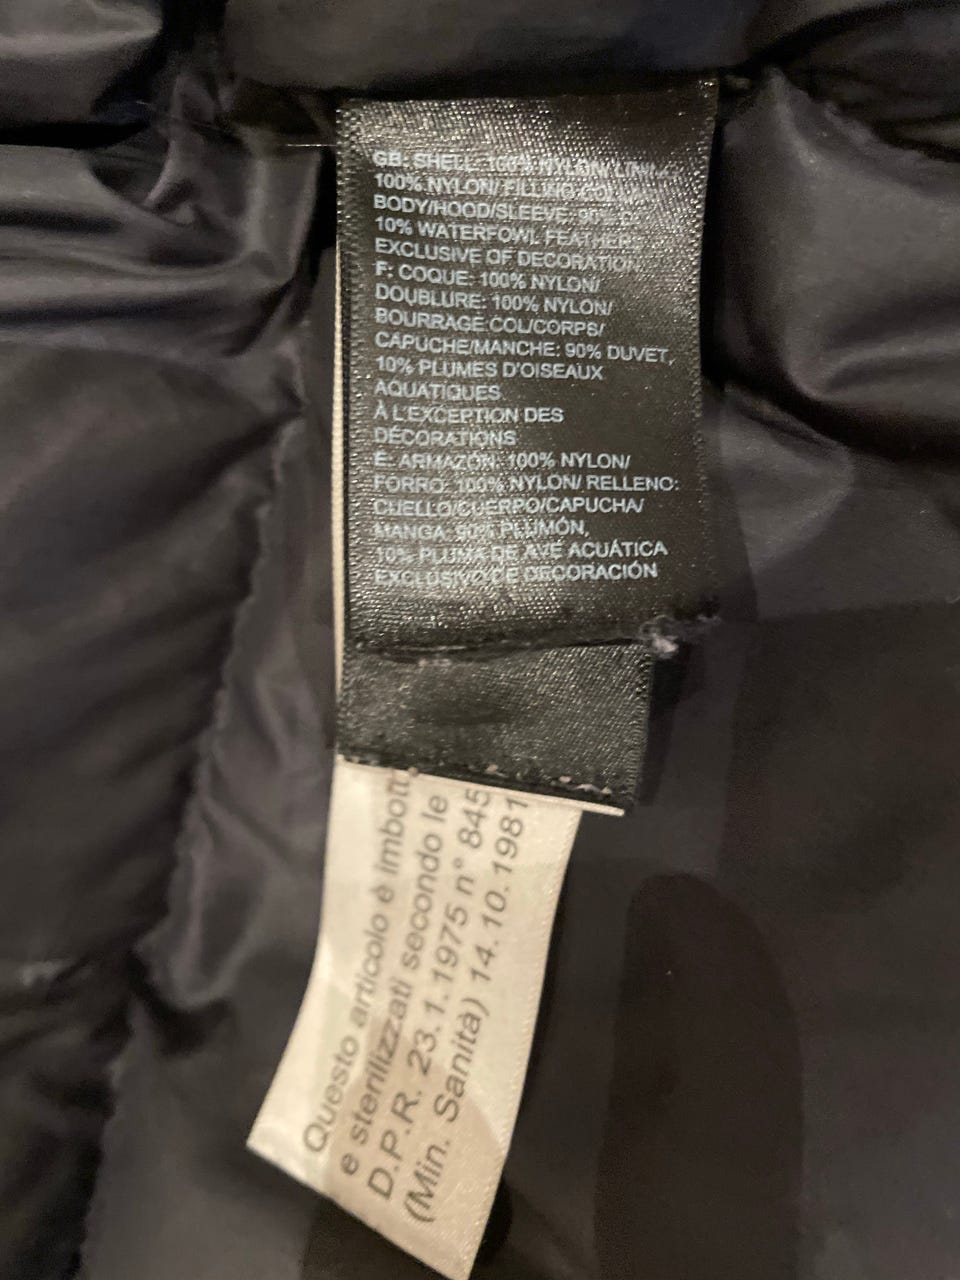 GB: SHELL: 100% NYLON/ LINING:
100% NYLON/ FILLING:
BODY/HOOD/SLEEVE: 90%
10% WATERFOWL FEATHER
EXCLUSIVE OF DECORATION
F: COQUE: 100% NYLON/
DOUBLURE: 100% NYLON/
BOURRAGE:COL/CORPS/
CAPUCHE/MANCHE: 90% DUVET,
10% PLUMES D'OISEAUX
AQUATIQUES
À L'EXCEPTION DES
DÉCORATIONS
E: ARMAZÓN: 100% NYLON/
FORRO: 100% NYLON/ RELLENO:
CUELLO/CUERPO/CAPUCHA/
MANGA: 90% PLUMÓN,
10% PLUMA DE AVE ACUÁTICA
EXCLUSIVO DE DECORACIÓN
Questo articolo è imbott
e sterilizzati secondo le
D.P.R. 23.1.1975 n° 845
(Min. Sanità) 14.10.1981